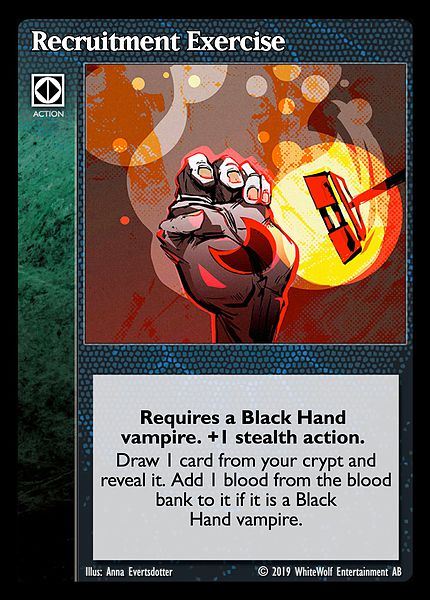 Recruitment Exercise
ACTION
Requires a Black Hand
vampire. +1 stealth action.
Draw 1 card from your crypt and
reveal it. Add 1 blood from the blood
bank to it if it is a Black
Hand vampire.
Illus: Anna Evertsdotter
© 2019 WhiteWolf Entertainment AB